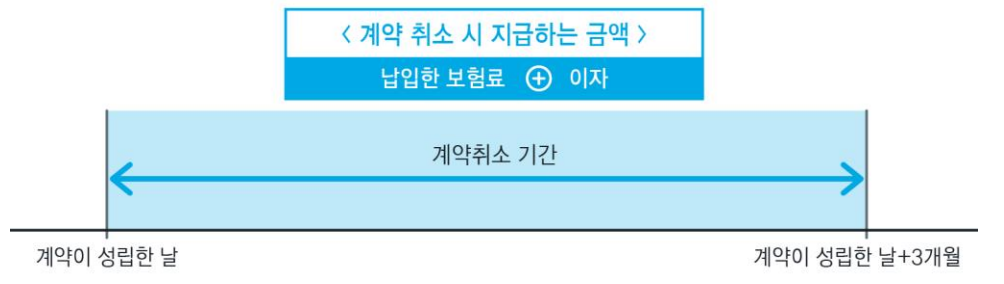 < 계약 취소 시 지급하는 금액 >
납입한 보험료 ⊕ 이자
계약취소 기간
계약이 성립한 날
계약이 성립한 날+3개월